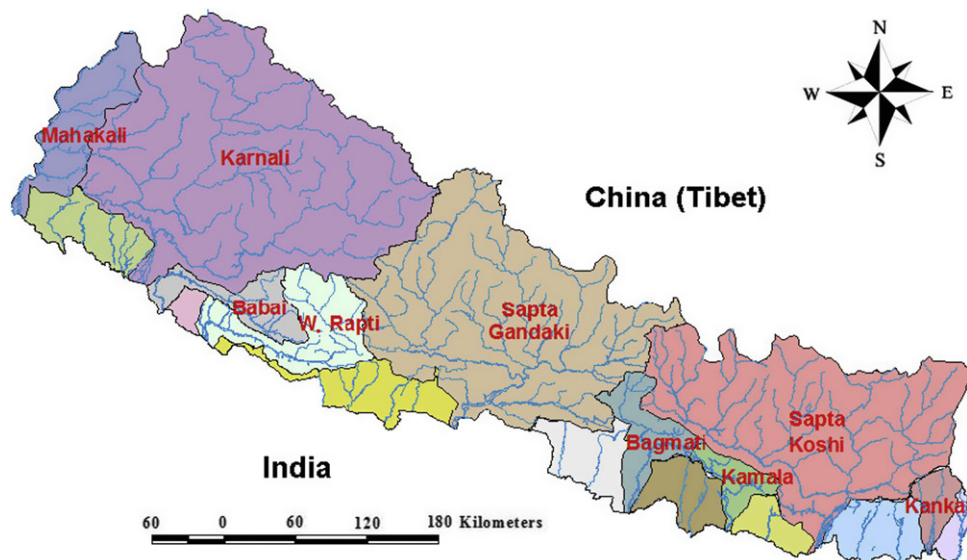 N
W
E
S
Mahakali
Karnali
China (Tibet)
Babai
W. Rapti
Sapta
Gandaki
Sapta
Koshi
Bagmati
Kamala
Kanka
India
60 0 60 120 180 Kilometers